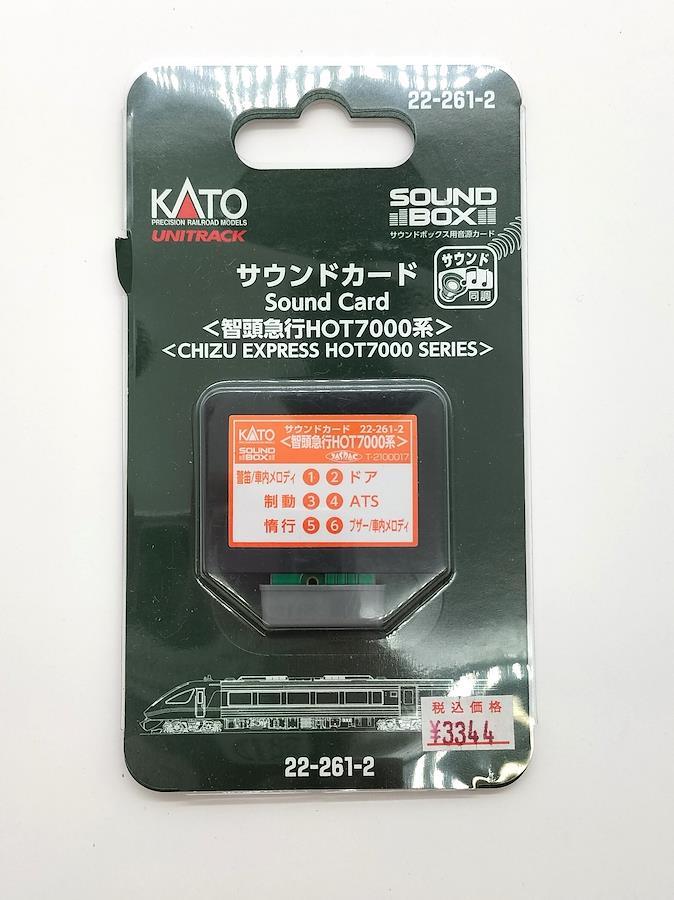 22-261-2
KATO
PRECISION RAILROAD MODELS
UNITRACK
SOUND
BOX
サウンドボックス用音源カード
サウンド
同調
サウンドカード
Sound Card
<智頭急行HOT7000系>
<CHIZU EXPRESS HOT7000 SERIES>
KATO
サウンドカード 22-261-2
<智頭急行HOT7000系>
SOUND
BOX
T-2100017
警笛/車内メロディ ① ② ドア
制動 ③ ④ ATS
惰行 ⑤ ⑥ ブザー/車内メロディ
税込価格
¥3344
22-261-2